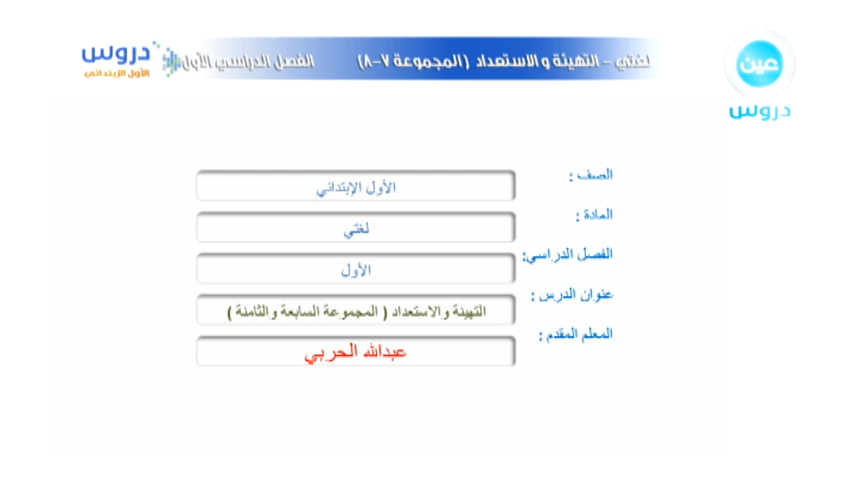 لغتي – التهيئة و الاستعداد (المجموعة ٧-٨) الفصل الدراسي الأول
دروس
الأول الإبتدائي
عين
دروس
الصف : الأول الإبتدائي
المادة : لغتي
الفصل الدراسي: الأول
عنوان الدرس : التهيئة والاستعداد ( المجموعة السابعة والثامنة )
المعلم المقدم : عبدالله الحربي